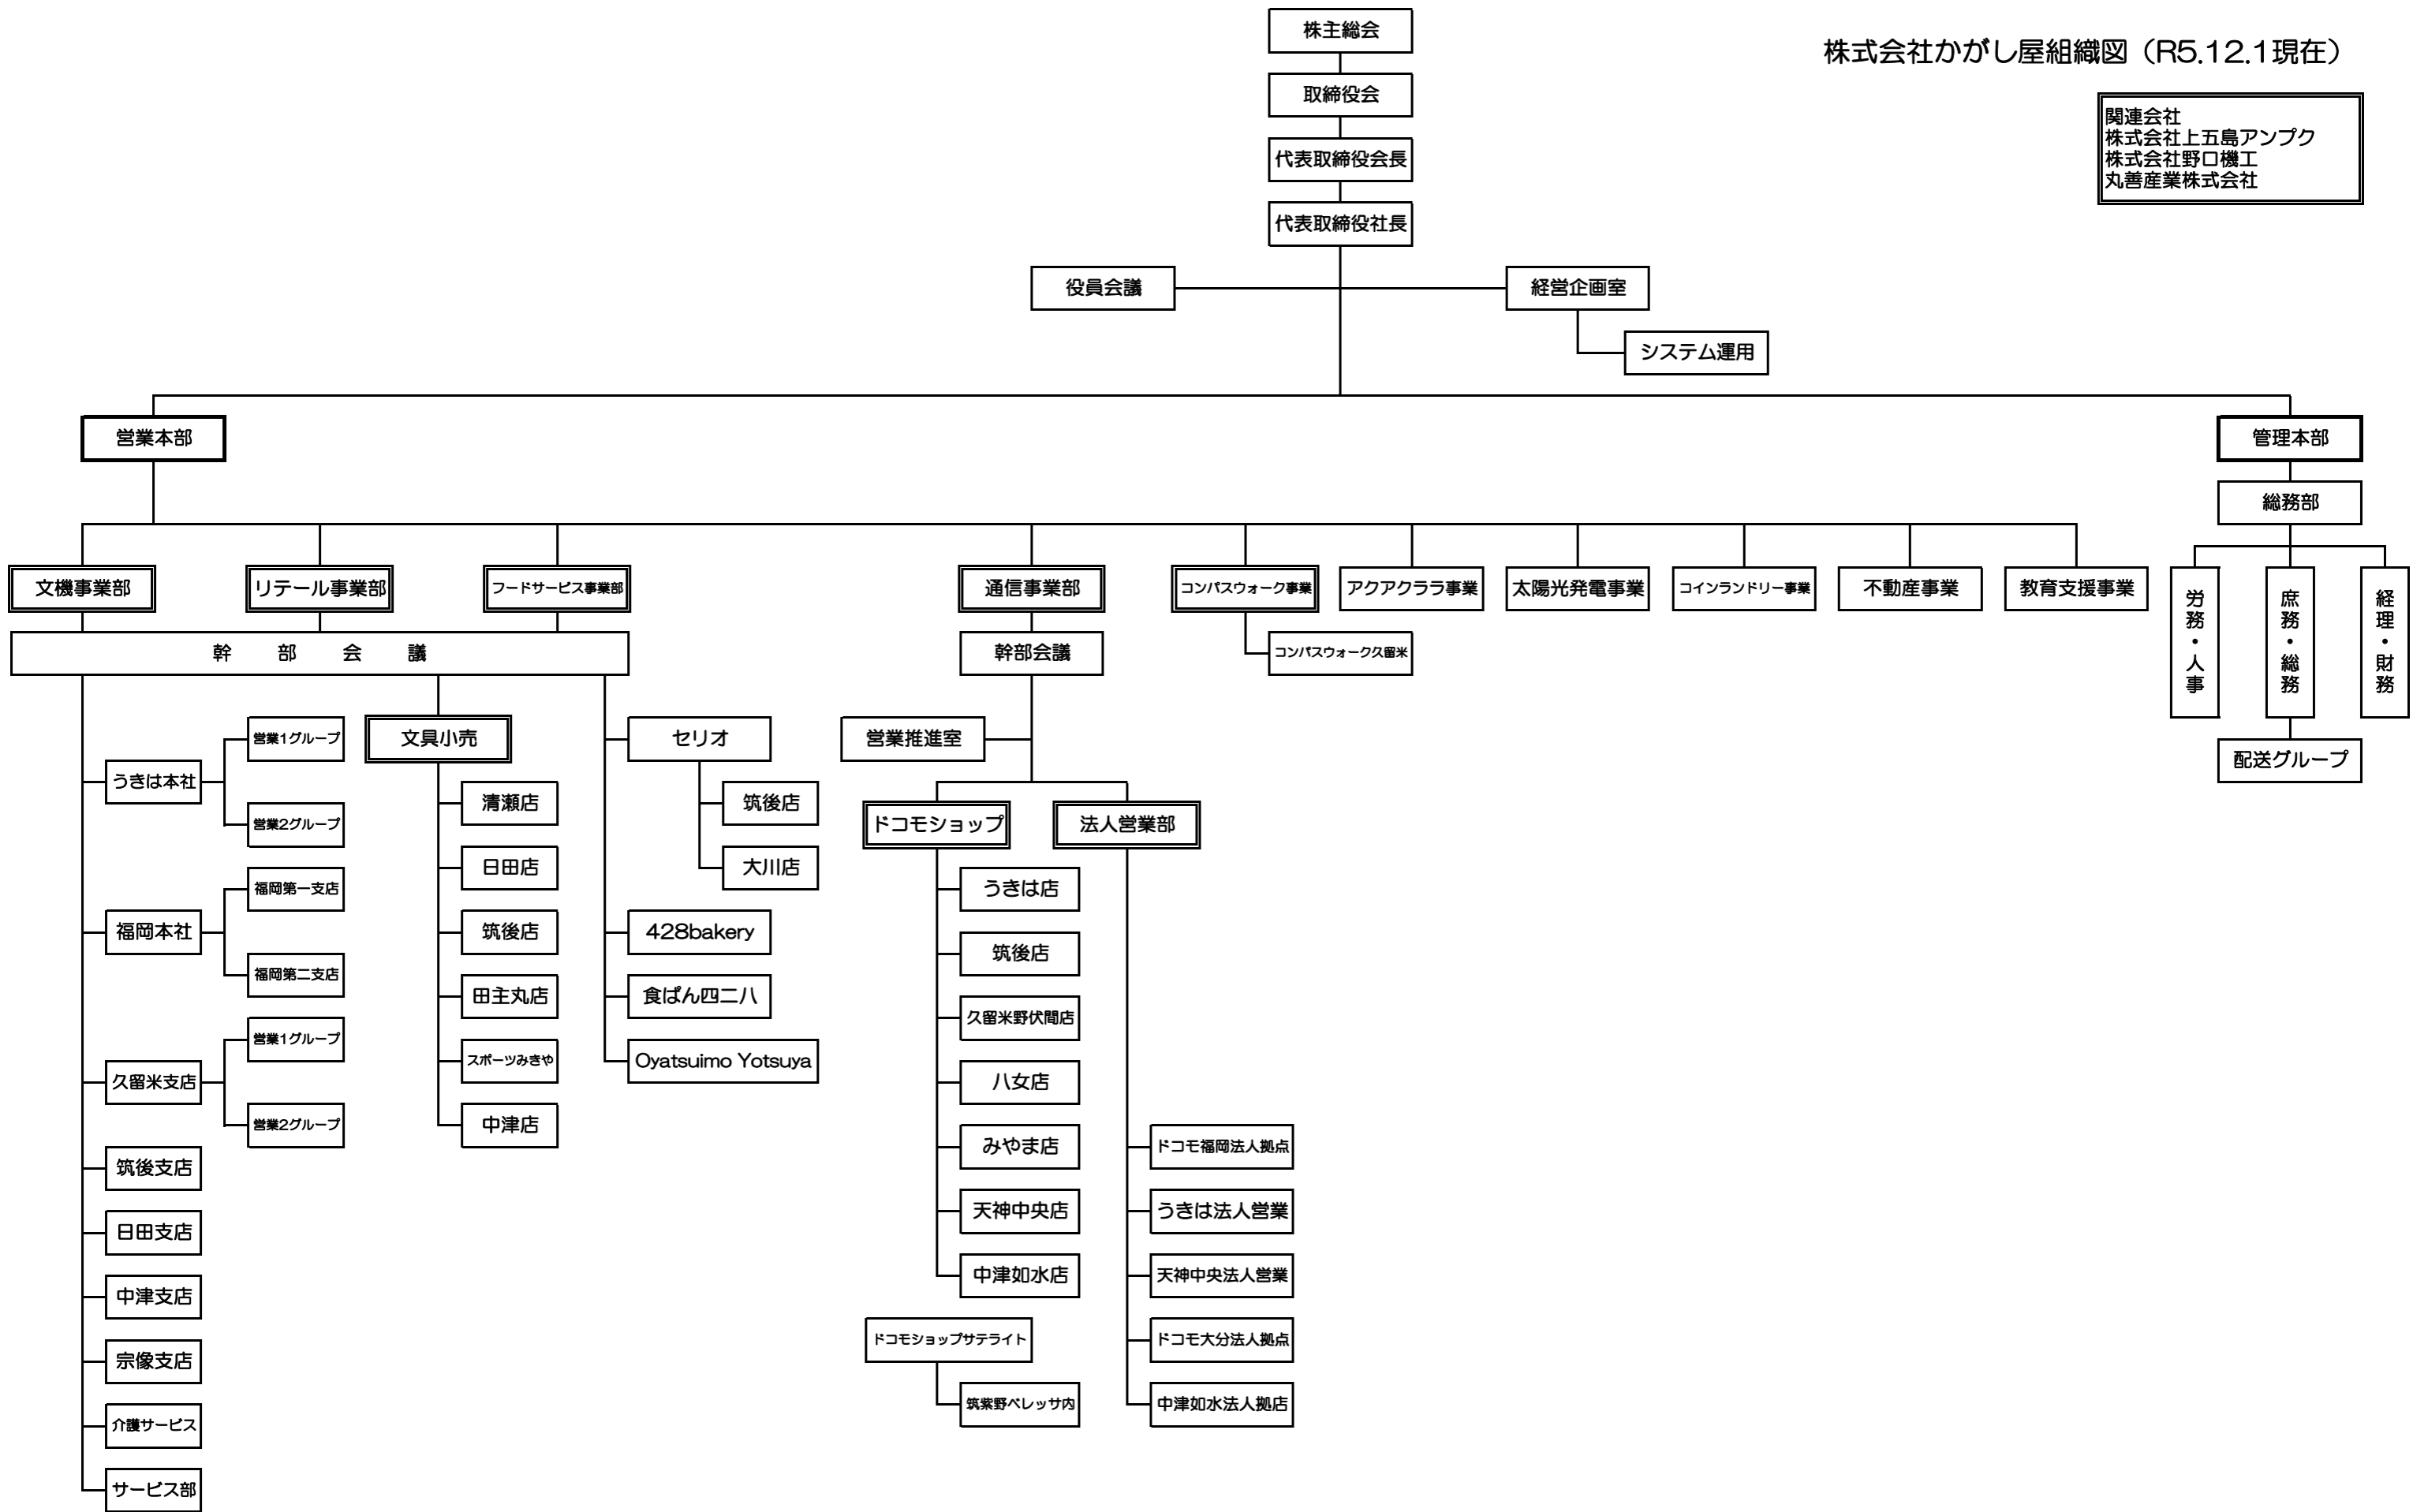 株式会社かがし屋組織図（R5.12.1現在）
関連会社
株式会社上五島アンプク
株式会社野口機工
丸善産業株式会社
株主総会
取締役会
代表取締役会長
代表取締役社長
役員会議
経営企画室
システム運用
営業本部
管理本部
総務部
労務・人事
庶務・総務
経理・財務
配送グループ
文機事業部
リテール事業部
フードサービス事業部
通信事業部
コンパスウォーク事業
アクアクララ事業
太陽光発電事業
コインランドリー事業
不動産事業
教育支援事業
幹部会議
幹部会議
コンパスウォーク久留米
うきは本社
営業1グループ
営業2グループ
福岡本社
福岡第一支店
福岡第二支店
久留米支店
営業1グループ
営業2グループ
筑後支店
日田支店
中津支店
宗像支店
介護サービス
サービス部
文具小売
清瀬店
日田店
筑後店
田主丸店
スポーツみきや
中津店
セリオ
筑後店
大川店
428bakery
食ぱん四二八
Oyatsuimo Yotsuya
営業推進室
ドコモショップ
うきは店
筑後店
久留米野伏間店
八女店
みやま店
天神中央店
中津如水店
ドコモショップサテライト
筑紫野ベレッサ内
法人営業部
ドコモ福岡法人拠点
うきは法人営業
天神中央法人営業
ドコモ大分法人拠点
中津如水法人拠店